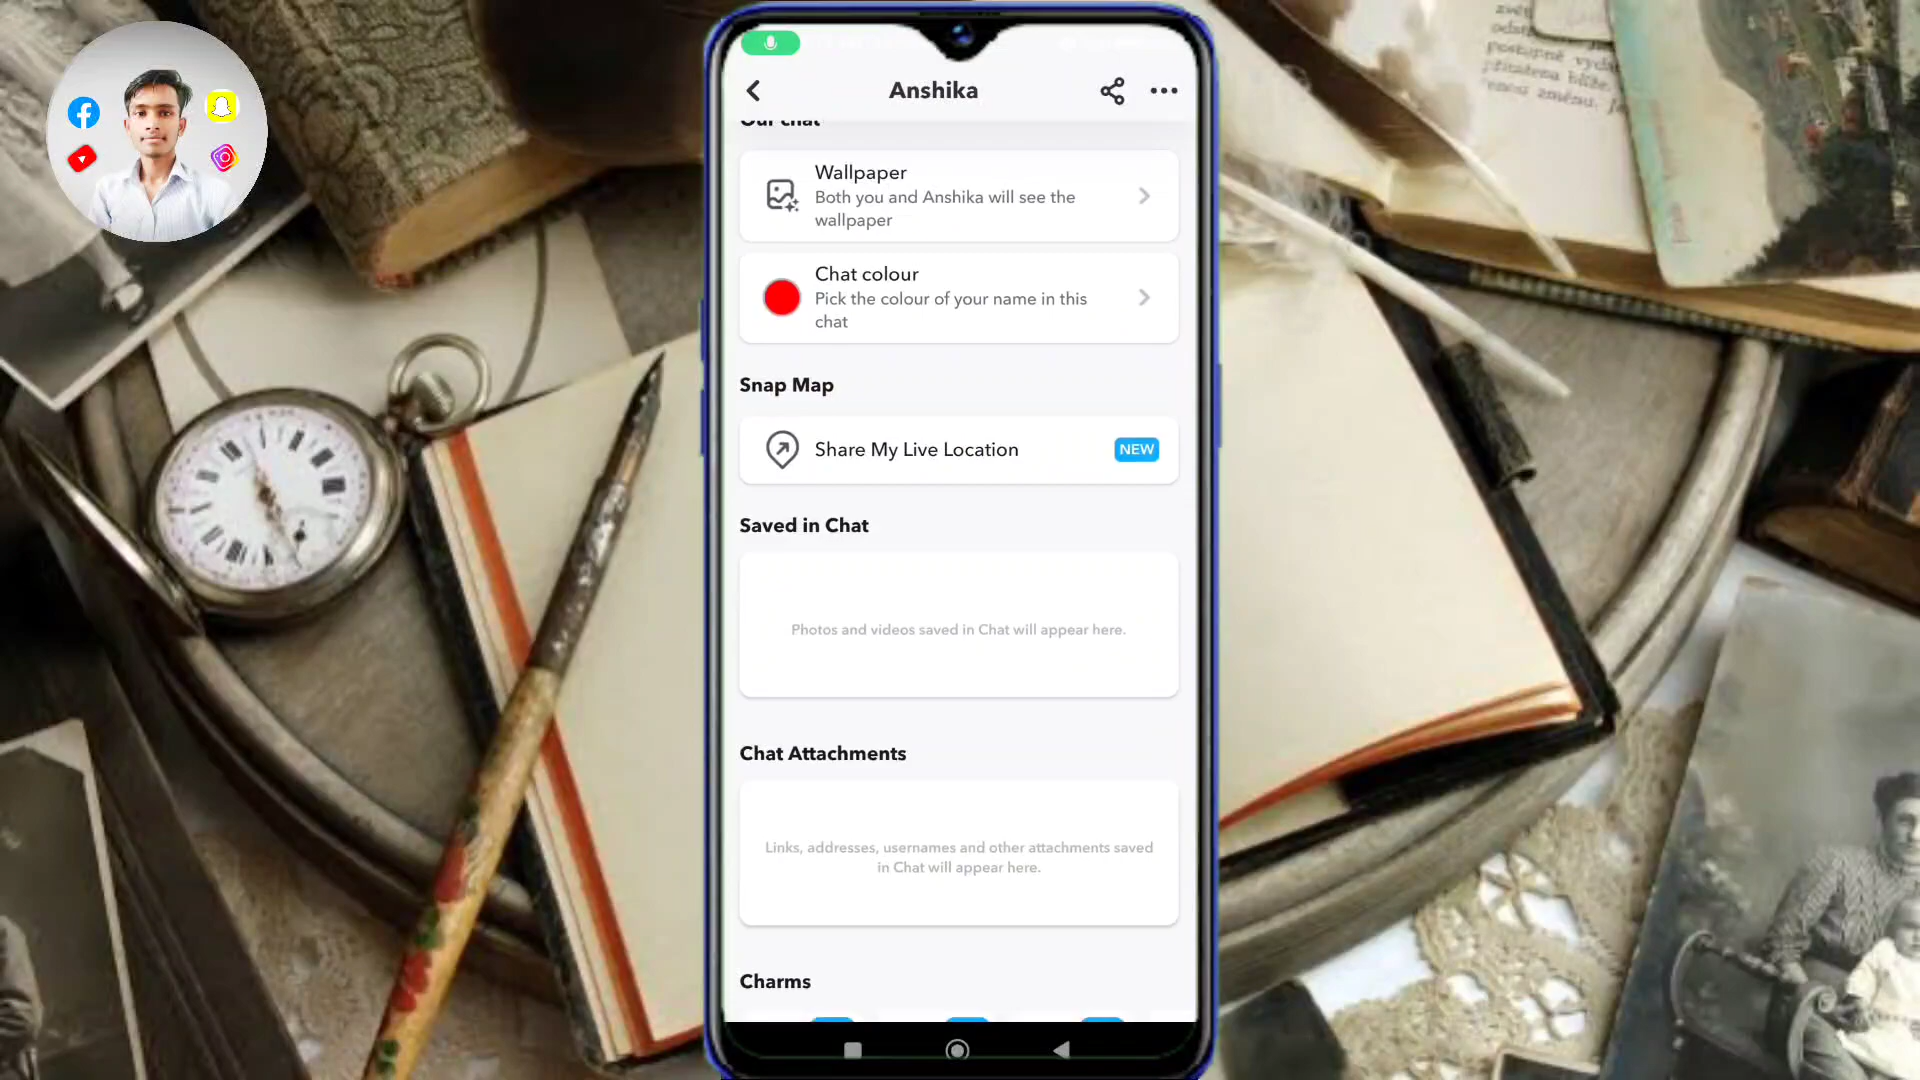 Anshika
Our chat
Wallpaper
Both you and Anshika will see the
wallpaper
Chat colour
Pick the colour of your name in this
chat
Snap Map
Share My Live Location
NEW
Saved in Chat
Photos and videos saved in Chat will appear here.
Chat Attachments
Links, addresses, usernames and other attachments saved
in Chat will appear here.
Charms